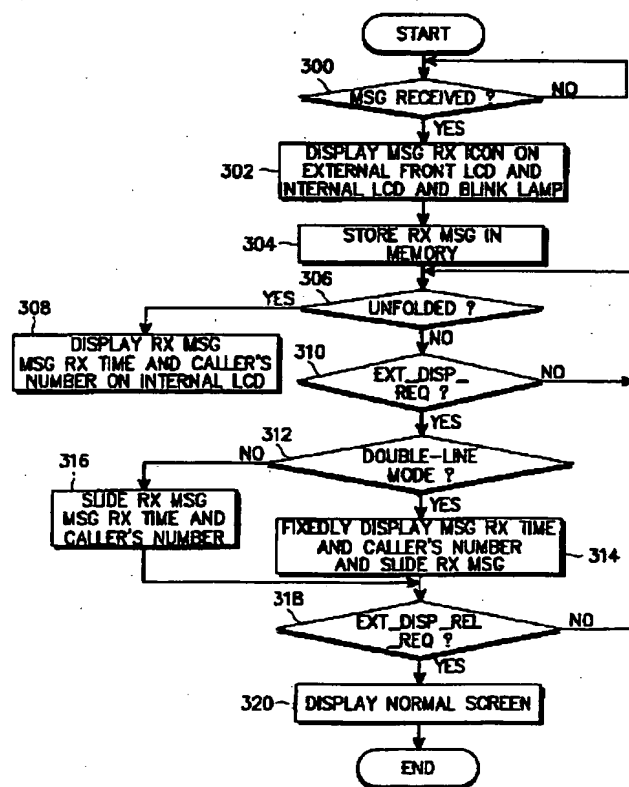 START
300
MSG RECEIVED ?
NO
YES
302
DISPLAY MSG RX ICON ON
EXTERNAL FRONT LCD AND
INTERNAL LCD AND BLINK LAMP
304
STORE RX MSG IN
MEMORY
306
YES
UNFOLDED ?
308
NO
DISPLAY RX MSG
MSG RX TIME AND CALLER'S
NUMBER ON INTERNAL LCD
310
EXT_DISP_
REQ ?
NO
YES
312
NO
DOUBLE-LINE
MODE ?
316
YES
SLIDE RX MSG
MSG RX TIME AND
CALLER'S NUMBER
FIXEDLY DISPLAY MSG RX TIME
AND CALLER'S NUMBER
AND SLIDE RX MSG
314
318
EXT_DISP_REL
_REQ ?
NO
YES
320
DISPLAY NORMAL SCREEN
END